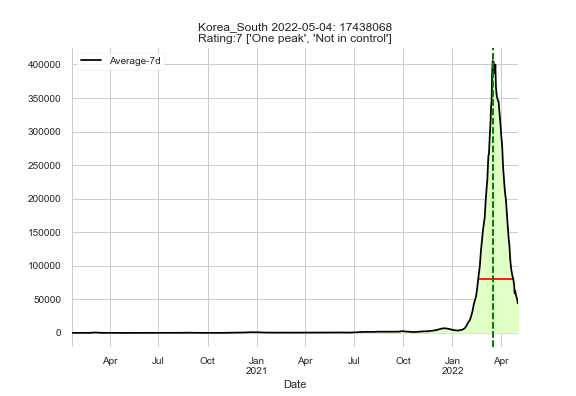 Korea_South 2022-05-04: 17438068
Rating:7 ['One peak', 'Not in control']
Average-7d
400000
350000
300000
250000
200000
150000
100000
50000
0
Apr Jul Oct Jan Apr Jul Oct Jan Apr
2021 2022
Date